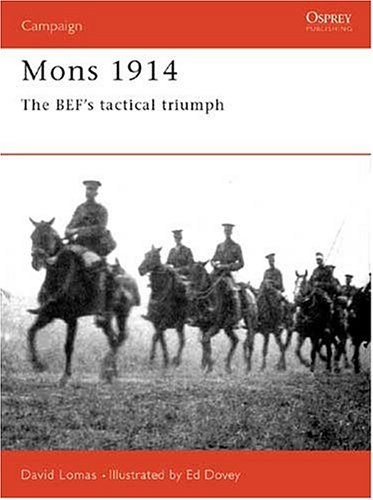 Campaign
OSPREY
PUBLISHING
Mons 1914
The BEF's tactical triumph
David Lomas · Illustrated by Ed Dovey